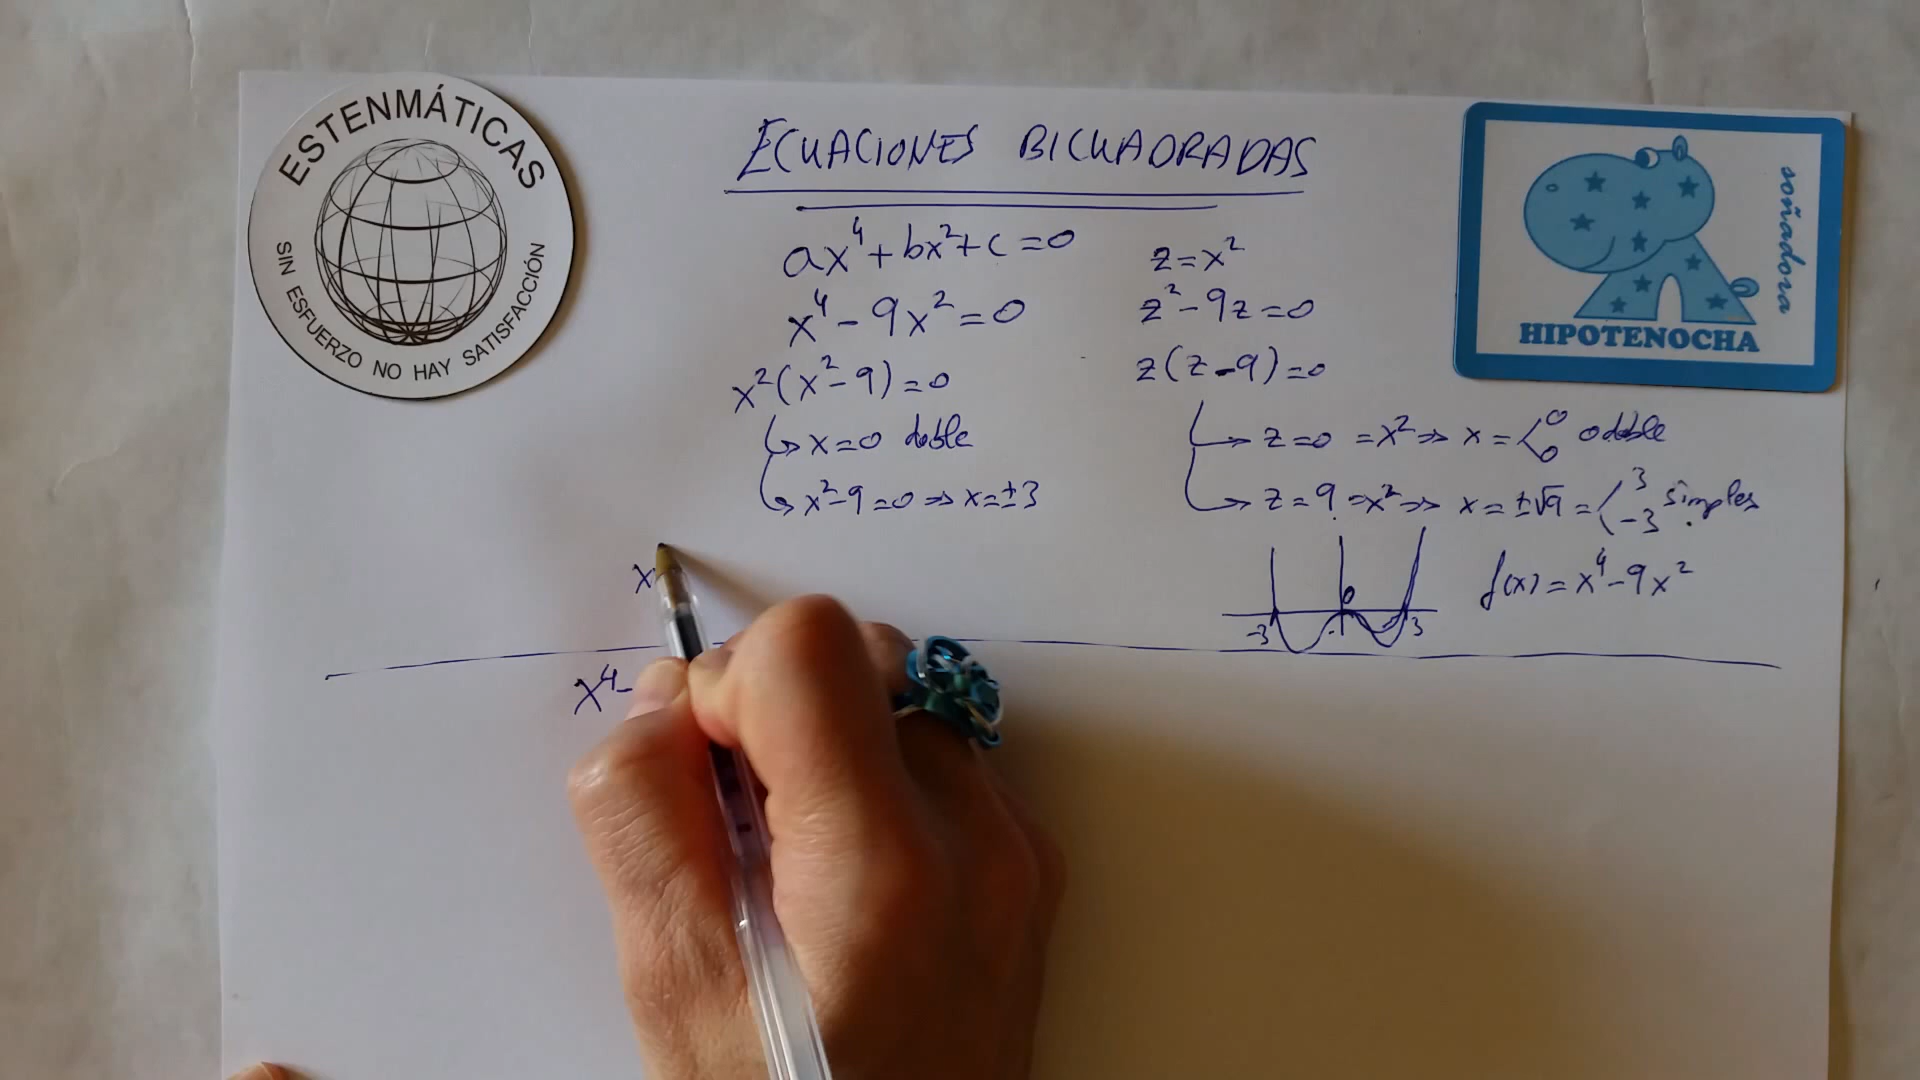 ESTENMÁTICAS
SIN ESFUERZO NO HAY SATISFACCIÓN
ECUACIONES BICUADRADAS
soñadora
HIPOTENOCHA
ax⁴+bx²+c=0
z=x²
x⁴-9x²=0
z²-9z=0
x²(x²-9)=0
z(z-9)=0
x=0 doble
z=0 =x²⇒ x=<0 0 0 doble
x²-9=0⇒x=±3
z=9=x²⇒ x=±√9=<3 -3 simples
x
f(x)=x⁴-9x²
-3 0 3
x⁴-